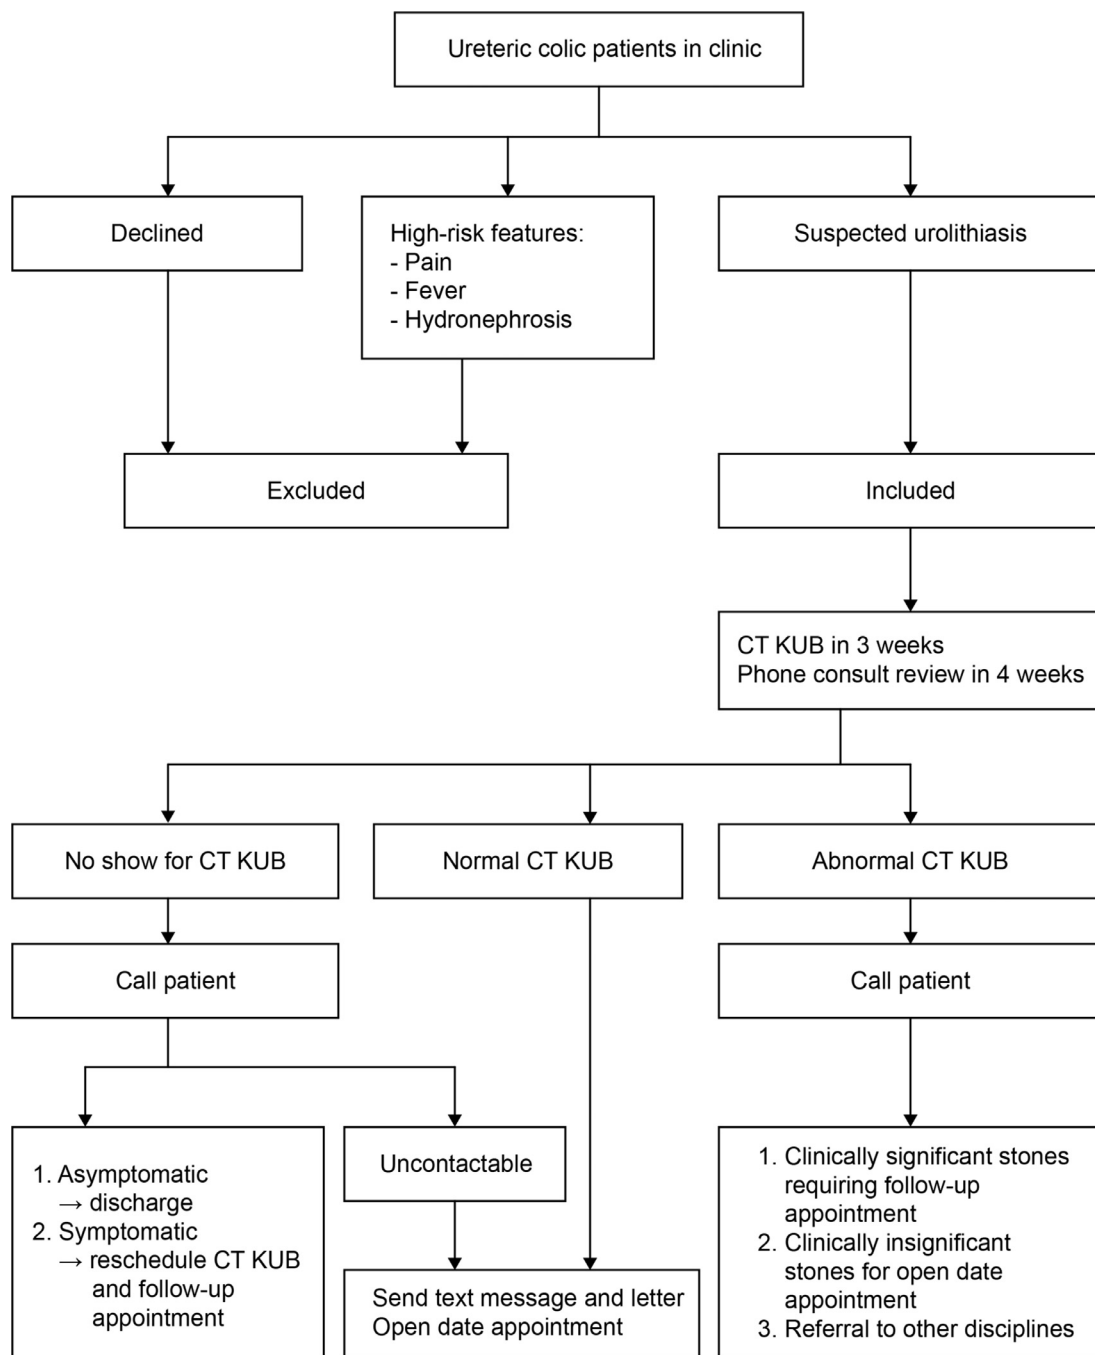 Ureteric colic patients in clinic
Declined
High-risk features:
- Pain
- Fever
- Hydronephrosis
Suspected urolithiasis
Excluded
Included
CT KUB in 3 weeks
Phone consult review in 4 weeks
No show for CT KUB
Normal CT KUB
Abnormal CT KUB
Call patient
Call patient
1. Asymptomatic
→ discharge
2. Symptomatic
→ reschedule CT KUB
and follow-up
appointment
Uncontactable
Send text message and letter
Open date appointment
1. Clinically significant stones
requiring follow-up
appointment
2. Clinically insignificant
stones for open date
appointment
3. Referral to other disciplines